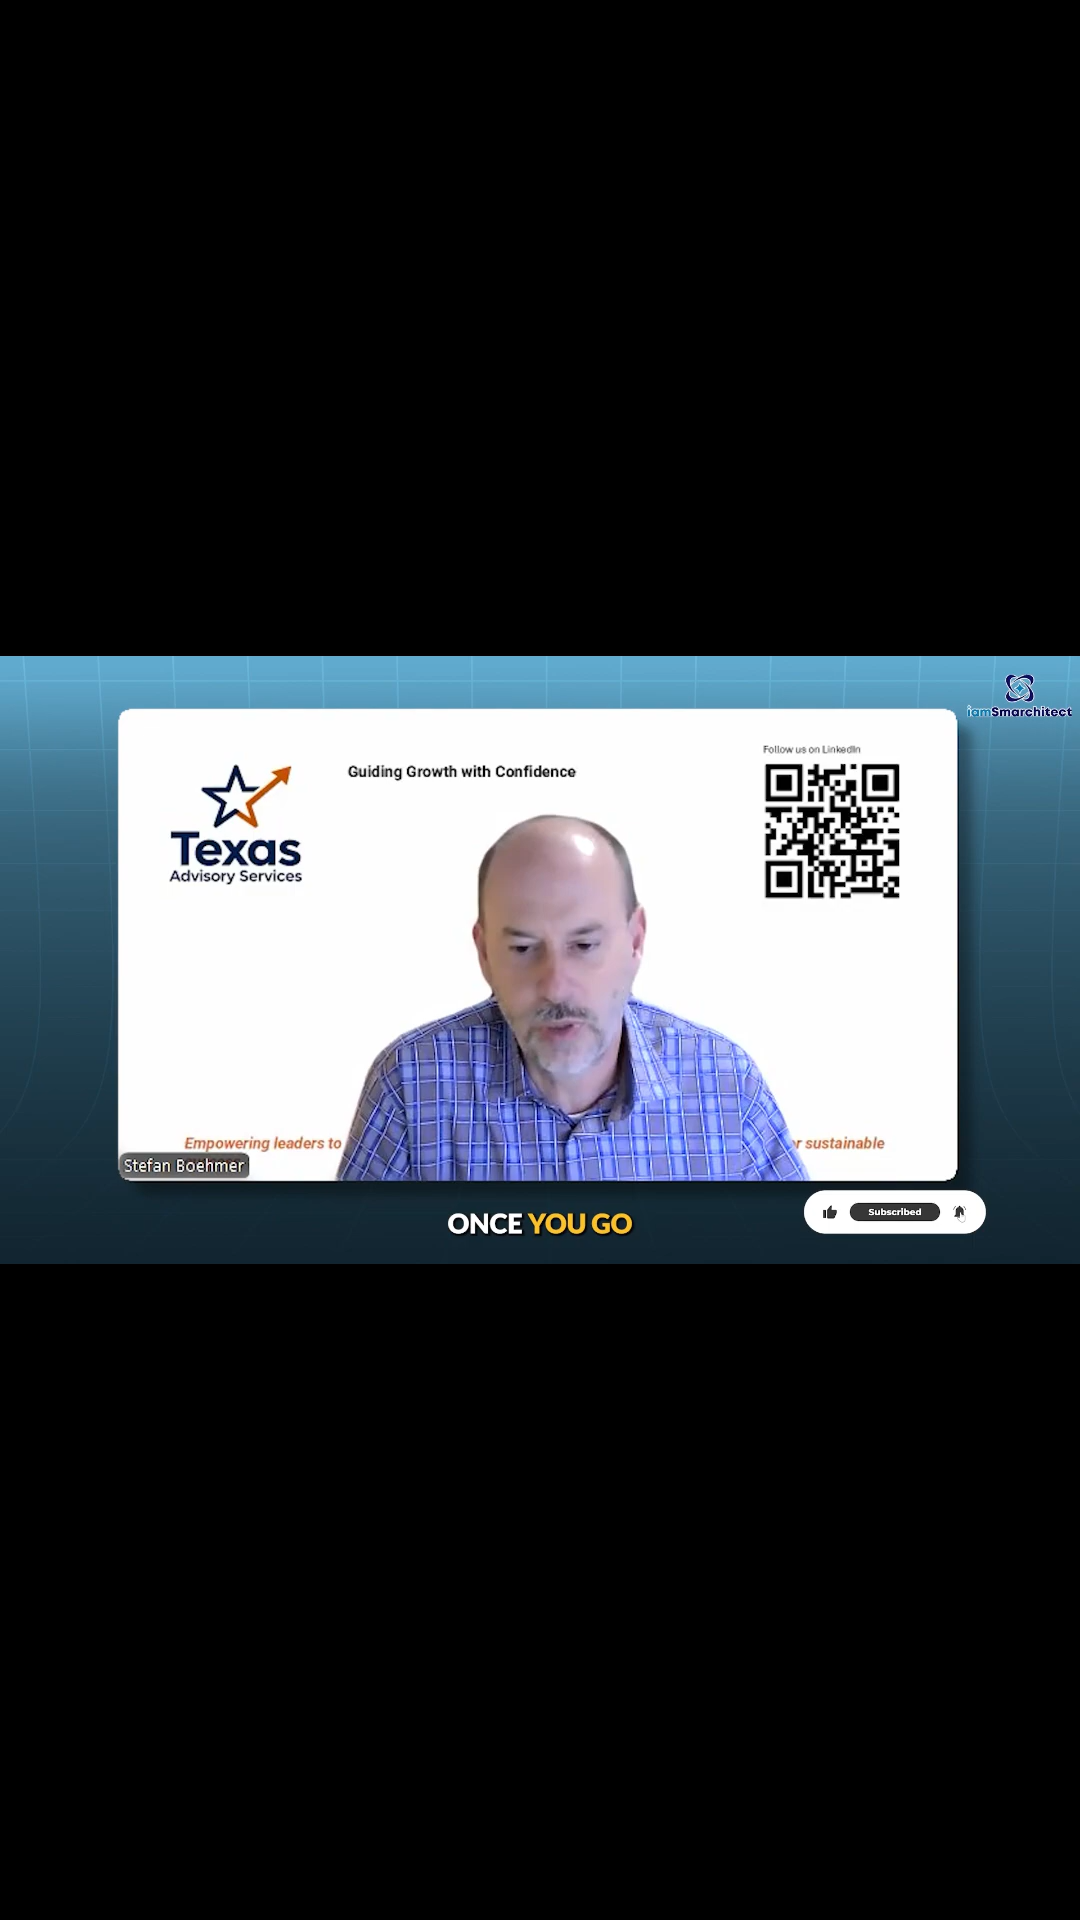 iamSmarchitect
Follow us on LinkedIn
Guiding Growth with Confidence
Texas
Advisory Services
Empowering leaders to
or sustainable
Stefan Boehmer
ONCE YOU GO
Subscribed